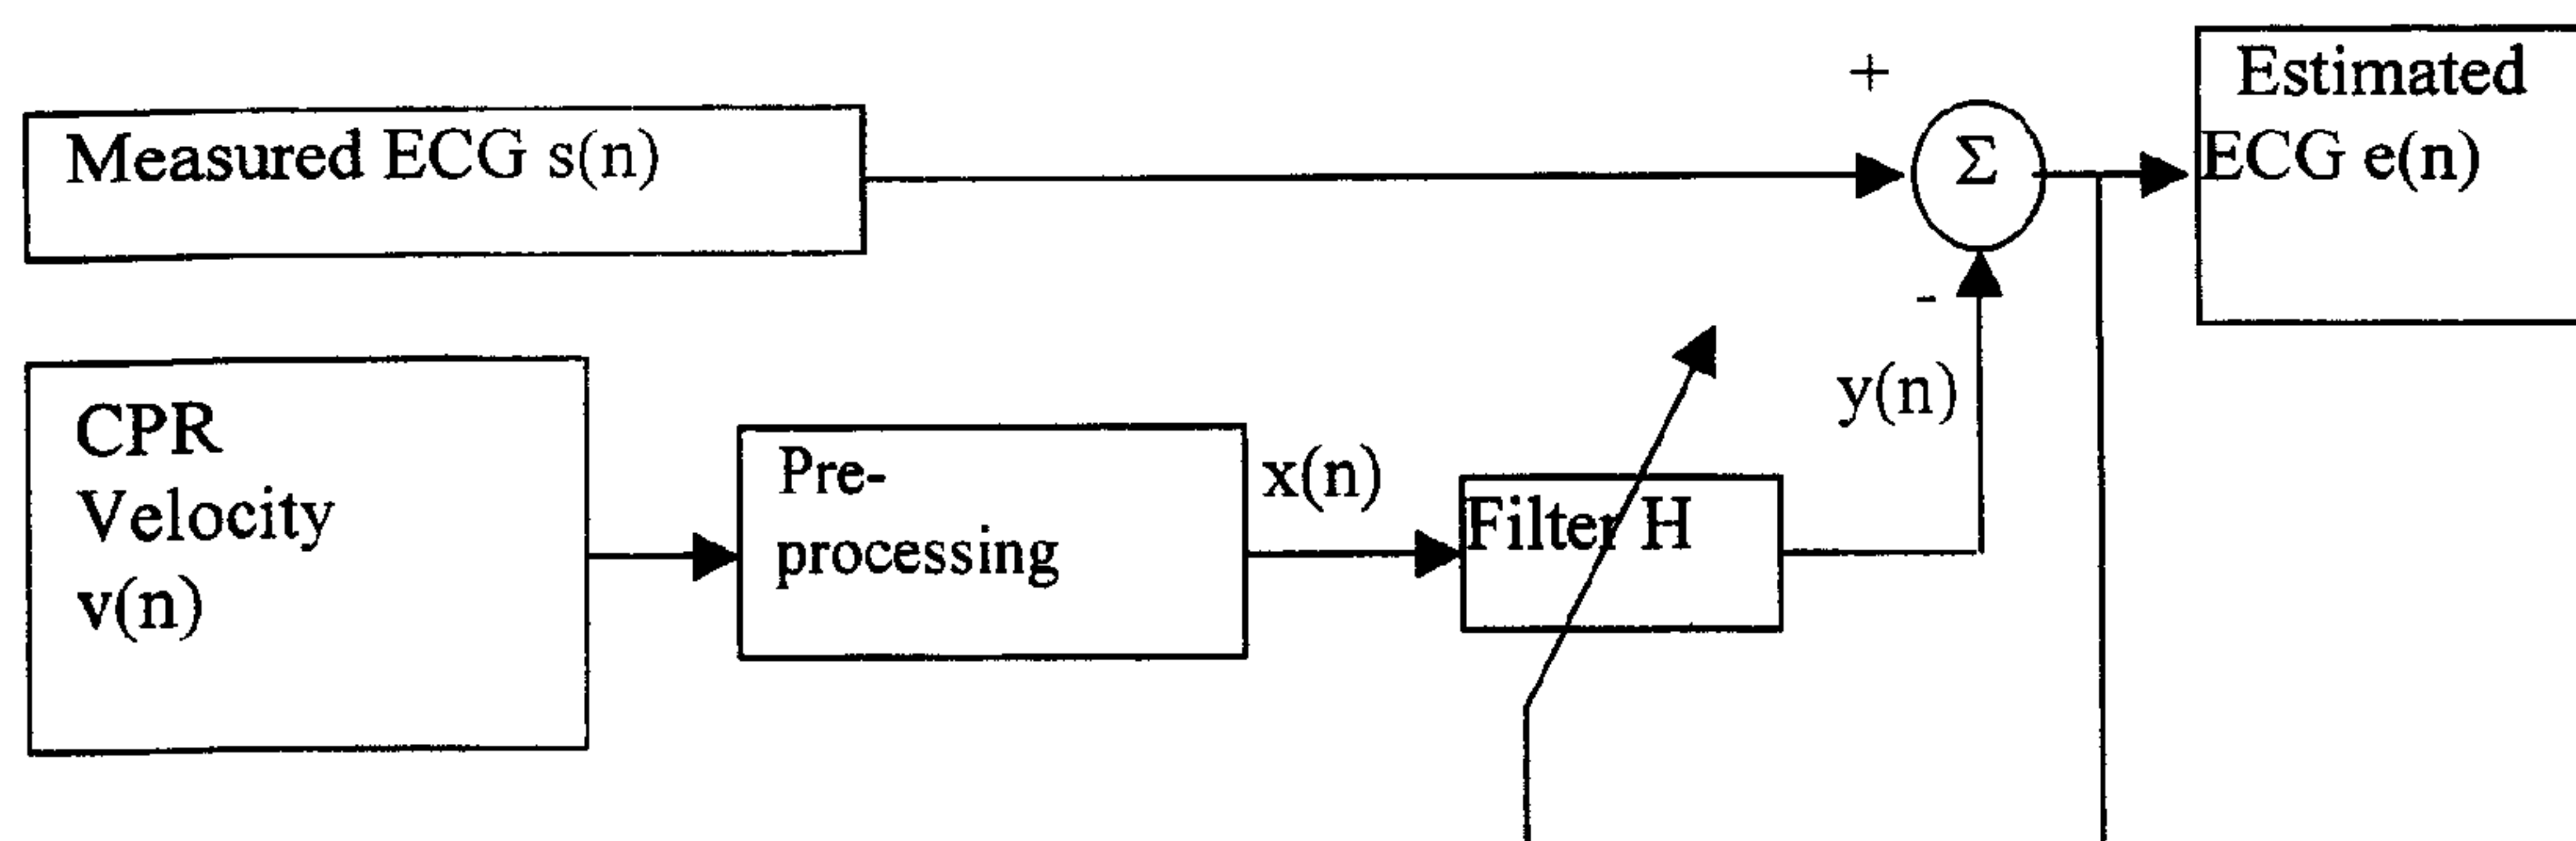 Measured ECG s(n)
+
Σ
Estimated
ECG e(n)
-
y(n)
CPR
Velocity
v(n)
Pre-
processing
x(n)
Filter H